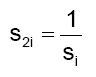 s₂ᵢ = 1/sᵢ